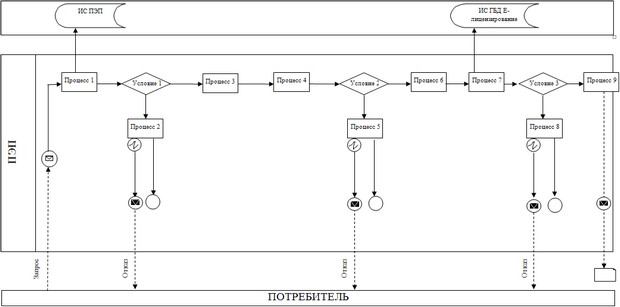 ИС ПЭП
ИС ГБД Е-
лицензирование
Процесс 1
Условие 1
Процесс 3
Процесс 4
Условие 2
Процесс 6
Процесс 7
Условие 3
Процесс 9
Процесс 2
Процесс 5
Процесс 8
ПСП
Запрос
Отказ
Отказ
Отказ
ПОТРЕБИТЕЛЬ